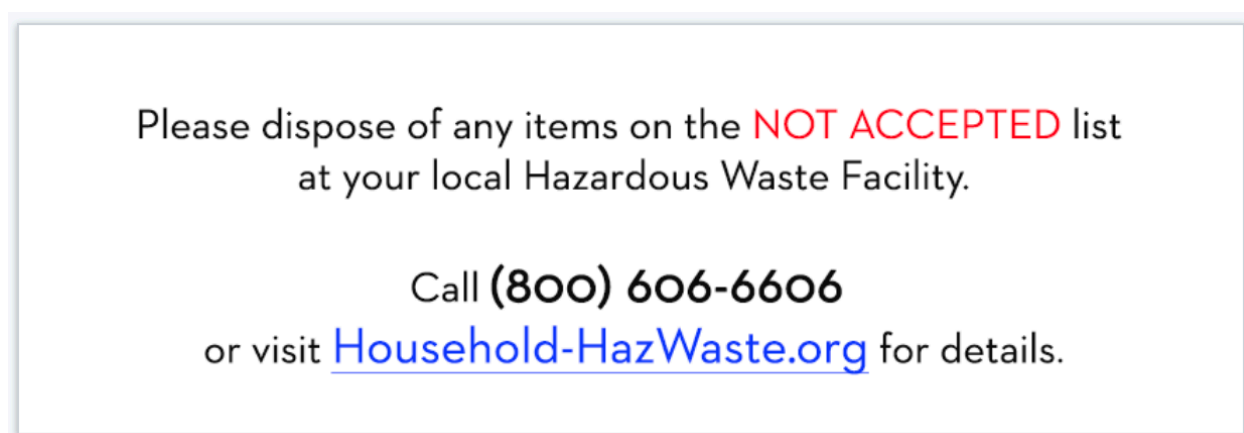 Please dispose of any items on the NOT ACCEPTED list
at your local Hazardous Waste Facility.
Call (800) 606-6606
or visit Household-HazWaste.org for details.